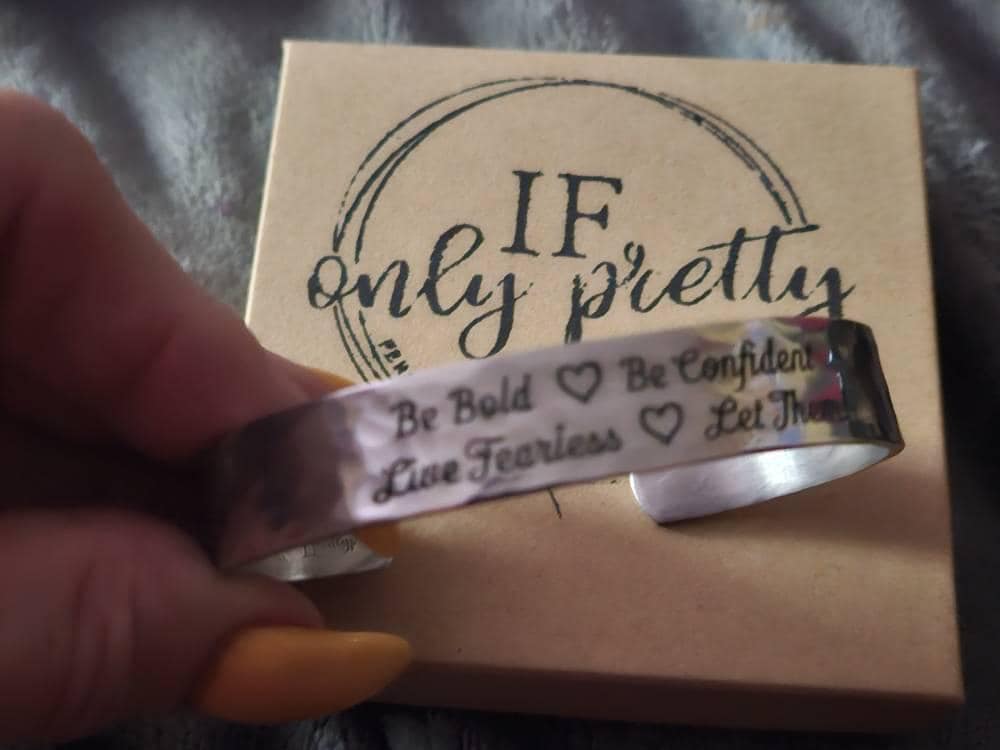 IF
only pretty
Be Bold ♡ Be Confident
Live Fearless ♡ Let Them